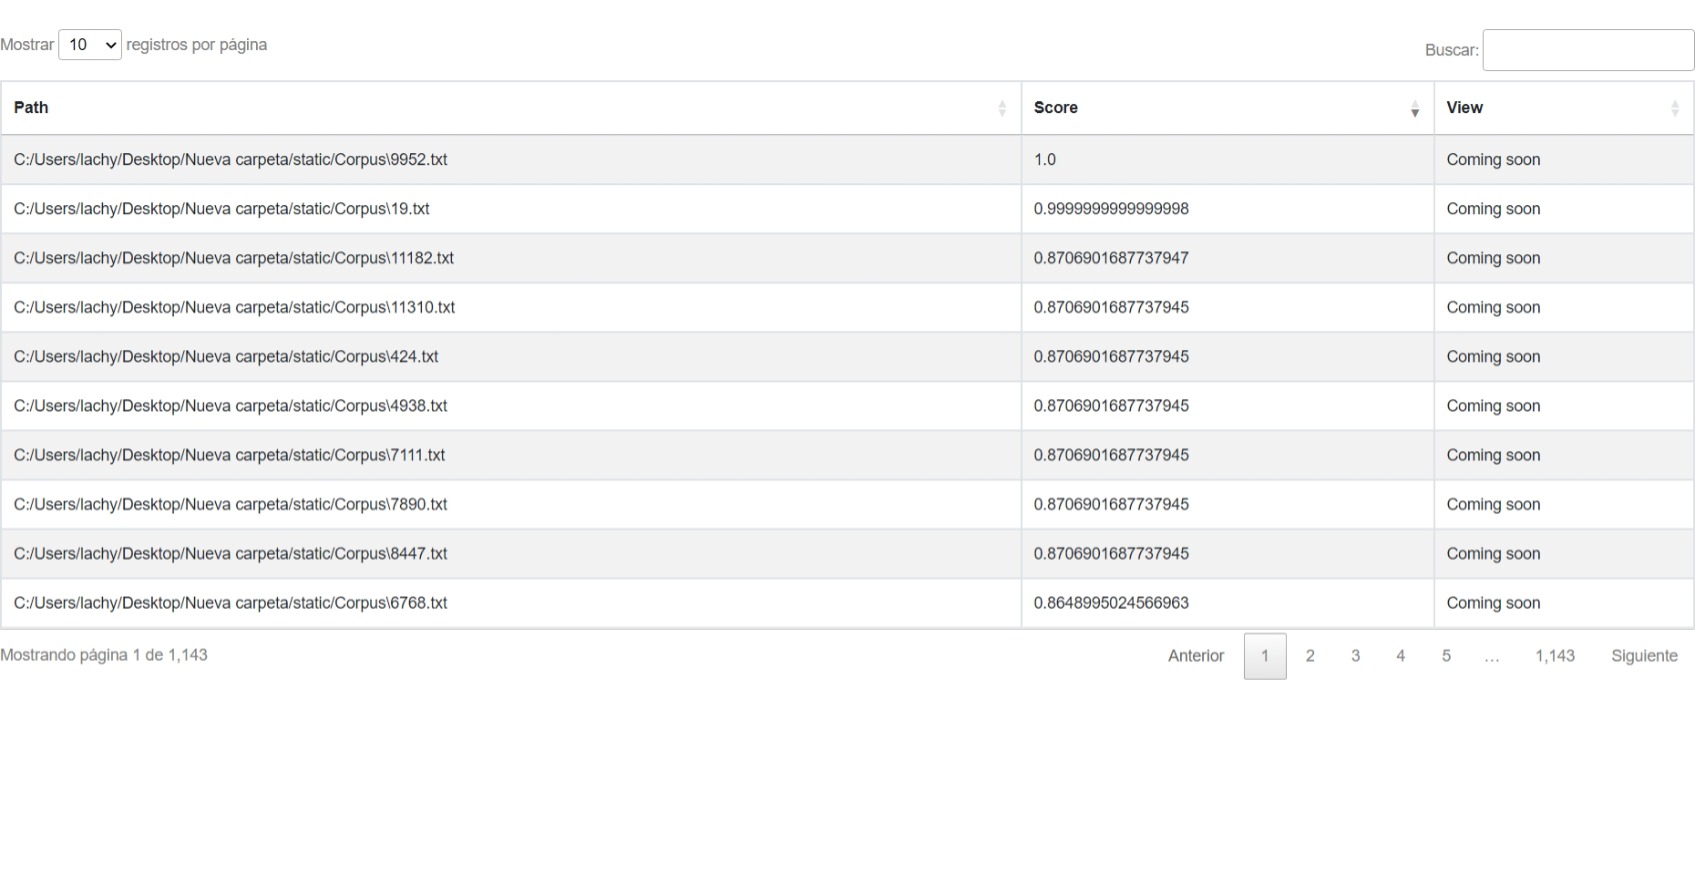 Mostrar 10 registros por página
Buscar:
Path Score View
C:/Users/lachy/Desktop/Nueva carpeta/static/Corpus\9952.txt 1.0 Coming soon
C:/Users/lachy/Desktop/Nueva carpeta/static/Corpus\19.txt 0.9999999999999998 Coming soon
C:/Users/lachy/Desktop/Nueva carpeta/static/Corpus\11182.txt 0.8706901687737947 Coming soon
C:/Users/lachy/Desktop/Nueva carpeta/static/Corpus\11310.txt 0.8706901687737945 Coming soon
C:/Users/lachy/Desktop/Nueva carpeta/static/Corpus\424.txt 0.8706901687737945 Coming soon
C:/Users/lachy/Desktop/Nueva carpeta/static/Corpus\4938.txt 0.8706901687737945 Coming soon
C:/Users/lachy/Desktop/Nueva carpeta/static/Corpus\7111.txt 0.8706901687737945 Coming soon
C:/Users/lachy/Desktop/Nueva carpeta/static/Corpus\7890.txt 0.8706901687737945 Coming soon
C:/Users/lachy/Desktop/Nueva carpeta/static/Corpus\8447.txt 0.8706901687737945 Coming soon
C:/Users/lachy/Desktop/Nueva carpeta/static/Corpus\6768.txt 0.8648995024566963 Coming soon
Mostrando página 1 de 1,143
Anterior 1 2 3 4 5 … 1,143 Siguiente